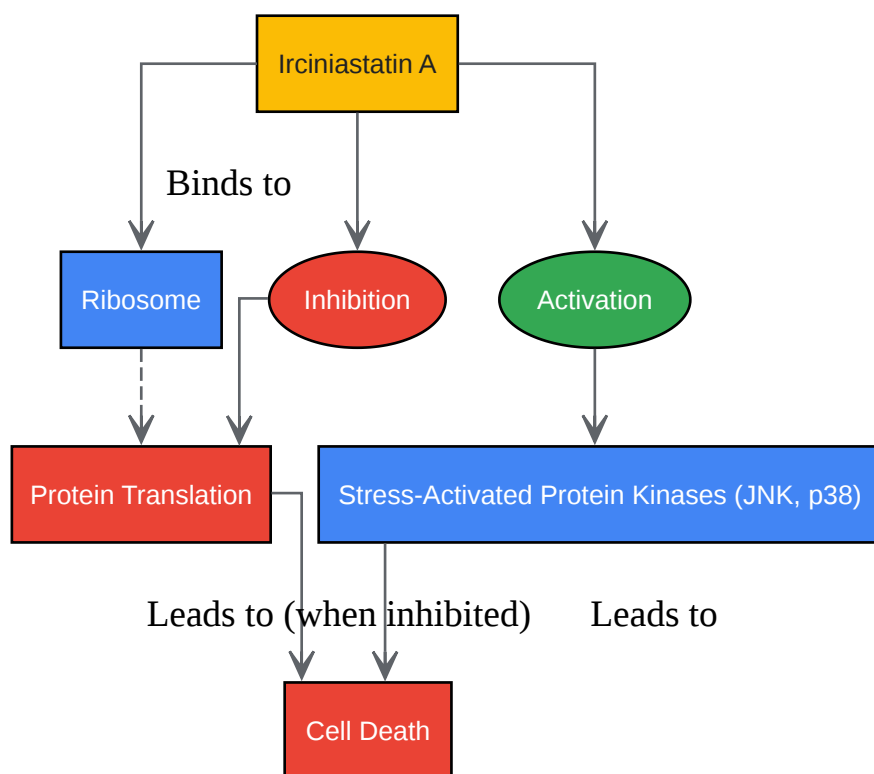 Irciniastatin A
Binds to
Ribosome
Inhibition
Activation
Protein Translation
Stress-Activated Protein Kinases (JNK, p38)
Leads to (when inhibited)
Leads to
Cell Death